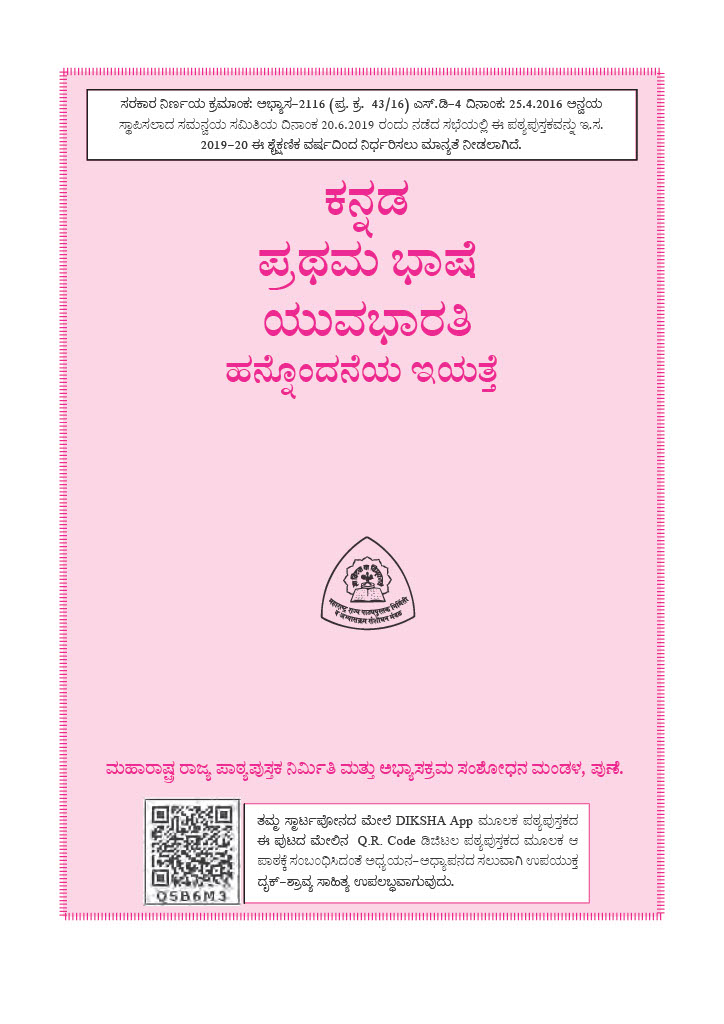 ಸರಕಾರ ನಿರ್ಣಯ ಕ್ರಮಾಂಕ: ಅಭ್ಯಾಸ–2116 (ಪ್ರ. ಕ್ರ. 43/16) ಎಸ್.ಡಿ–4 ದಿನಾಂಕ: 25.4.2016 ಅನ್ವಯ
ಸ್ಥಾಪಿಸಲಾದ ಸಮನ್ವಯ ಸಮಿತಿಯ ದಿನಾಂಕ 20.6.2019 ರಂದು ನಡೆದ ಸಭೆಯಲ್ಲಿ ಈ ಪಠ್ಯಪುಸ್ತಕವನ್ನು ಇ.ಸ.
2019–20 ಈ ಶೈಕ್ಷಣಿಕ ವರ್ಷದಿಂದ ನಿರ್ಧರಿಸಲು ಮಾನ್ಯತೆ ನೀಡಲಾಗಿದೆ.
ಕನ್ನಡ
ಪ್ರಥಮ ಭಾಷೆ
ಯುವಭಾರತಿ
ಹನ್ನೊಂದನೆಯ ಇಯತ್ತೆ
महाराष्ट्र राज्य पाठ्यपुस्तक निर्मिती
व अभ्यासक्रम संशोधन मंडळ
ಮಹಾರಾಷ್ಟ್ರ ರಾಜ್ಯ ಪಾಠ್ಯಪುಸ್ತಕ ನಿರ್ಮಿತಿ ಮತ್ತು ಅಭ್ಯಾಸಕ್ರಮ ಸಂಶೋಧನ ಮಂಡಳ, ಪುಣೆ.
ತಮ್ಮ ಸ್ಮಾರ್ಟಫೋನದ ಮೇಲೆ DIKSHA App ಮೂಲಕ ಪಠ್ಯಪುಸ್ತಕದ
ಈ ಪುಟದ ಮೇಲಿನ Q.R. Code ಡಿಜಿಟಲ ಪಠ್ಯಪುಸ್ತಕದ ಮೂಲಕ ಆ
ಪಾಠಕ್ಕೆ ಸಂಬಂಧಿಸಿದಂತೆ ಅಧ್ಯಯನ–ಅಧ್ಯಾಪನದ ಸಲುವಾಗಿ ಉಪಯುಕ್ತ
ದೃಕ್–ಶ್ರಾವ್ಯ ಸಾಹಿತ್ಯ ಉಪಲಬ್ಧವಾಗುವುದು.
Q5B6M3